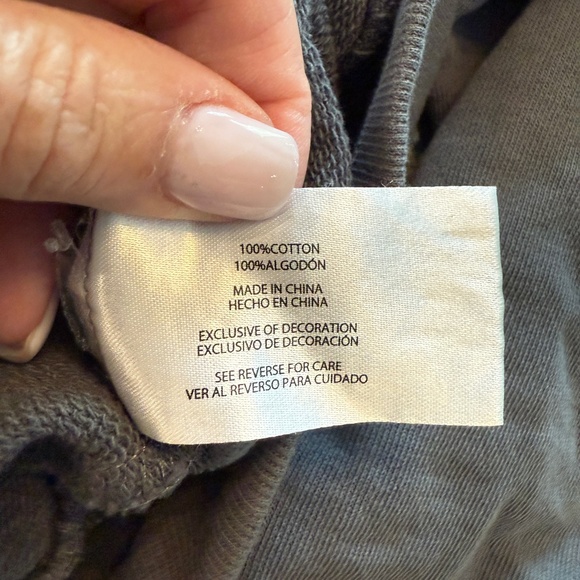 100%COTTON
100%ALGODÓN
MADE IN CHINA
HECHO EN CHINA
EXCLUSIVE OF DECORATION
EXCLUSIVO DE DECORACIÓN
SEE REVERSE FOR CARE
VER AL REVERSO PARA CUIDADO